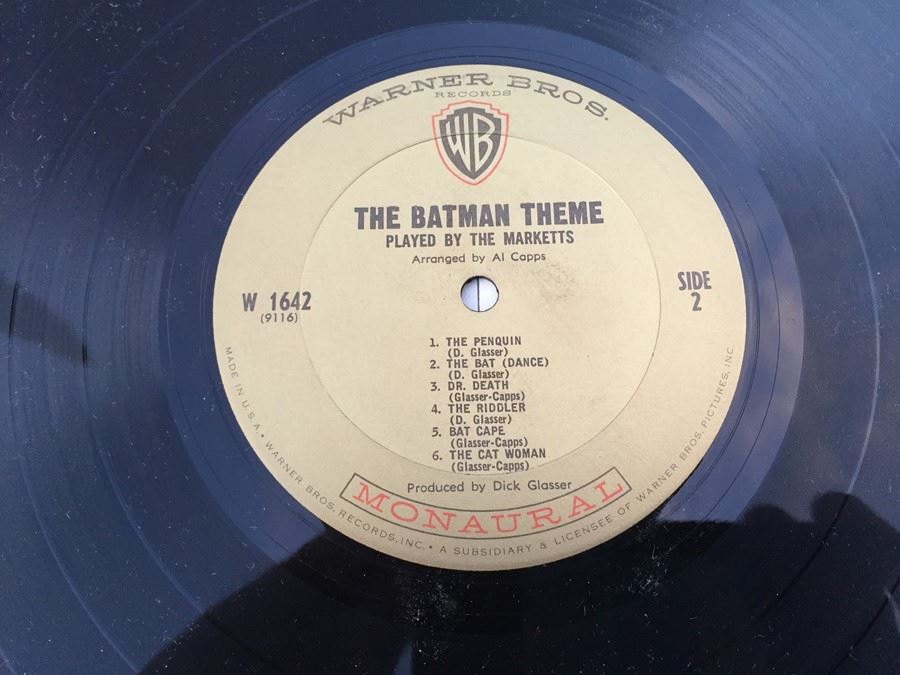 WARNER BROS.
RECORDS
WB
THE BATMAN THEME
PLAYED BY THE MARKETTS
Arranged by Al Capps
W 1642
(9116)
SIDE
2
1. THE PENQUIN
(D. Glasser)
2. THE BAT (DANCE)
(D. Glasser)
3. DR. DEATH
(Glasser-Capps)
4. THE RIDDLER
(D. Glasser)
5. BAT CAPE
(Glasser-Capps)
6. THE CAT WOMAN
(Glasser-Capps)
Produced by Dick Glasser
MONAURAL
MADE IN U.S.A. • WARNER BROS. RECORDS, INC. • A SUBSIDIARY & LICENSEE OF WARNER BROS. PICTURES, INC